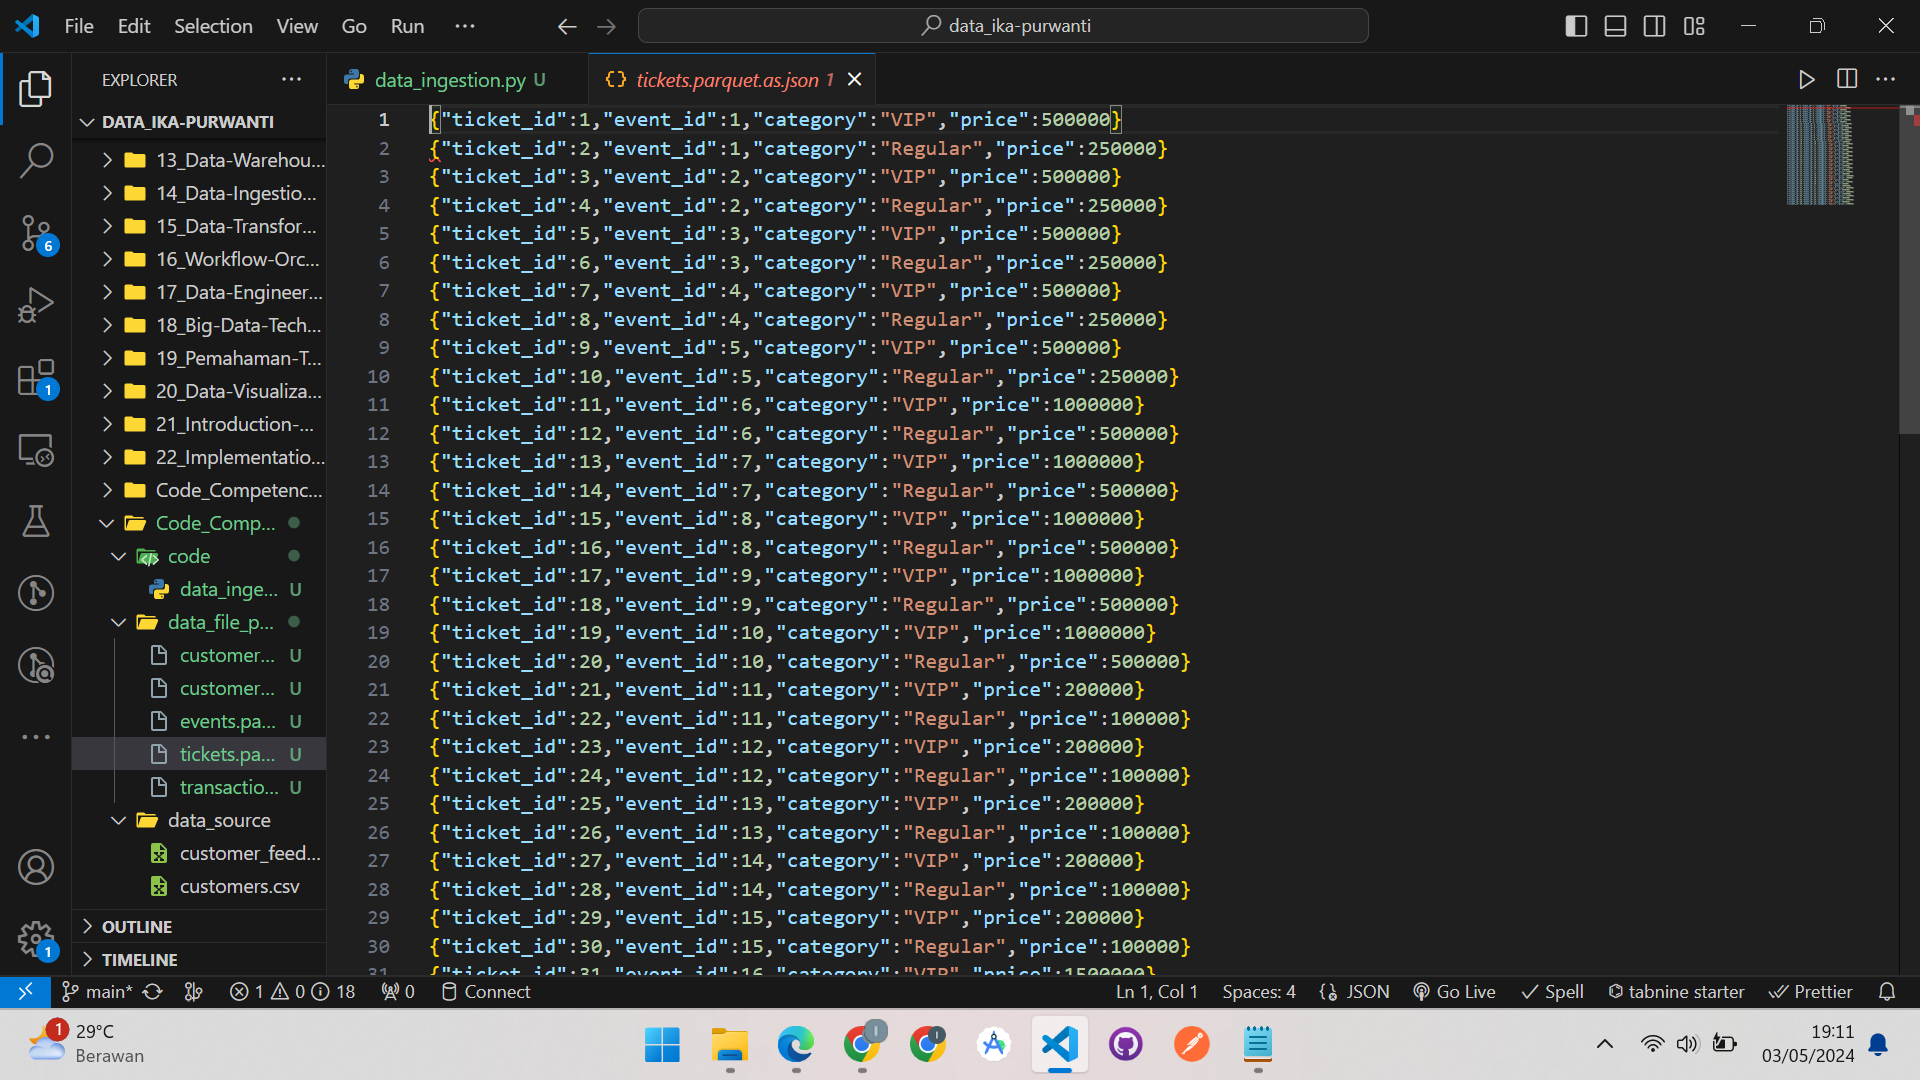 File Edit Selection View Go Run ···
data_ika-purwanti
EXPLORER ···
DATA_IKA-PURWANTI
13_Data-Warehou...
14_Data-Ingestio...
15_Data-Transfor...
16_Workflow-Orc...
17_Data-Engineer...
18_Big-Data-Tech...
19_Pemahaman-T...
20_Data-Visualiza...
21_Introduction-...
22_Implementatio...
Code_Competenc...
Code_Comp...
code
data_inge... U
data_file_p...
customer... U
customer... U
events.pa... U
tickets.pa... U
transactio... U
data_source
customer_feed...
customers.csv
OUTLINE
TIMELINE
6
1
1
data_ingestion.py U
{} tickets.parquet.as.json 1
1 {"ticket_id":1,"event_id":1,"category":"VIP","price":500000}
2 {"ticket_id":2,"event_id":1,"category":"Regular","price":250000}
3 {"ticket_id":3,"event_id":2,"category":"VIP","price":500000}
4 {"ticket_id":4,"event_id":2,"category":"Regular","price":250000}
5 {"ticket_id":5,"event_id":3,"category":"VIP","price":500000}
6 {"ticket_id":6,"event_id":3,"category":"Regular","price":250000}
7 {"ticket_id":7,"event_id":4,"category":"VIP","price":500000}
8 {"ticket_id":8,"event_id":4,"category":"Regular","price":250000}
9 {"ticket_id":9,"event_id":5,"category":"VIP","price":500000}
10 {"ticket_id":10,"event_id":5,"category":"Regular","price":250000}
11 {"ticket_id":11,"event_id":6,"category":"VIP","price":1000000}
12 {"ticket_id":12,"event_id":6,"category":"Regular","price":500000}
13 {"ticket_id":13,"event_id":7,"category":"VIP","price":1000000}
14 {"ticket_id":14,"event_id":7,"category":"Regular","price":500000}
15 {"ticket_id":15,"event_id":8,"category":"VIP","price":1000000}
16 {"ticket_id":16,"event_id":8,"category":"Regular","price":500000}
17 {"ticket_id":17,"event_id":9,"category":"VIP","price":1000000}
18 {"ticket_id":18,"event_id":9,"category":"Regular","price":500000}
19 {"ticket_id":19,"event_id":10,"category":"VIP","price":1000000}
20 {"ticket_id":20,"event_id":10,"category":"Regular","price":500000}
21 {"ticket_id":21,"event_id":11,"category":"VIP","price":200000}
22 {"ticket_id":22,"event_id":11,"category":"Regular","price":100000}
23 {"ticket_id":23,"event_id":12,"category":"VIP","price":200000}
24 {"ticket_id":24,"event_id":12,"category":"Regular","price":100000}
25 {"ticket_id":25,"event_id":13,"category":"VIP","price":200000}
26 {"ticket_id":26,"event_id":13,"category":"Regular","price":100000}
27 {"ticket_id":27,"event_id":14,"category":"VIP","price":200000}
28 {"ticket_id":28,"event_id":14,"category":"Regular","price":100000}
29 {"ticket_id":29,"event_id":15,"category":"VIP","price":200000}
30 {"ticket_id":30,"event_id":15,"category":"Regular","price":100000}
31 {"ticket_id":31,"event_id":16,"category":"VIP","price":1500000}
main* 1 0 18 0 Connect Ln 1, Col 1 Spaces: 4 JSON Go Live Spell tabnine starter Prettier
1 29°C
Berawan
19:11
03/05/2024